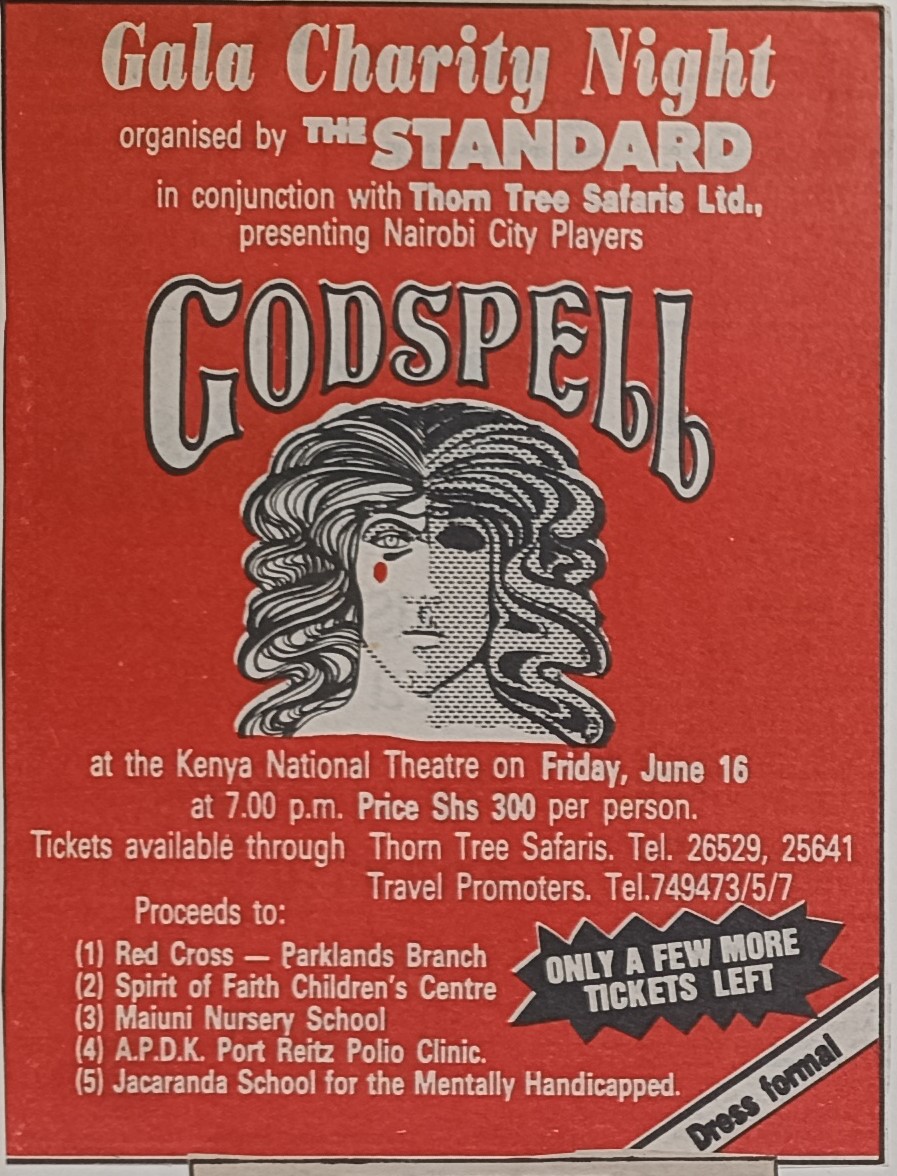 Gala Charity Night
organised by THE STANDARD
in conjunction with Thorn Tree Safaris Ltd.,
presenting Nairobi City Players
GODSPELL
at the Kenya National Theatre on Friday, June 16
at 7.00 p.m. Price Shs 300 per person.
Tickets available through Thorn Tree Safaris. Tel. 26529, 25641
Travel Promoters. Tel.749473/5/7
Proceeds to:
(1) Red Cross — Parklands Branch
(2) Spirit of Faith Children's Centre
(3) Maiuni Nursery School
(4) A.P.D.K. Port Reitz Polio Clinic.
(5) Jacaranda School for the Mentally Handicapped.
ONLY A FEW MORE
TICKETS LEFT
Dress formal